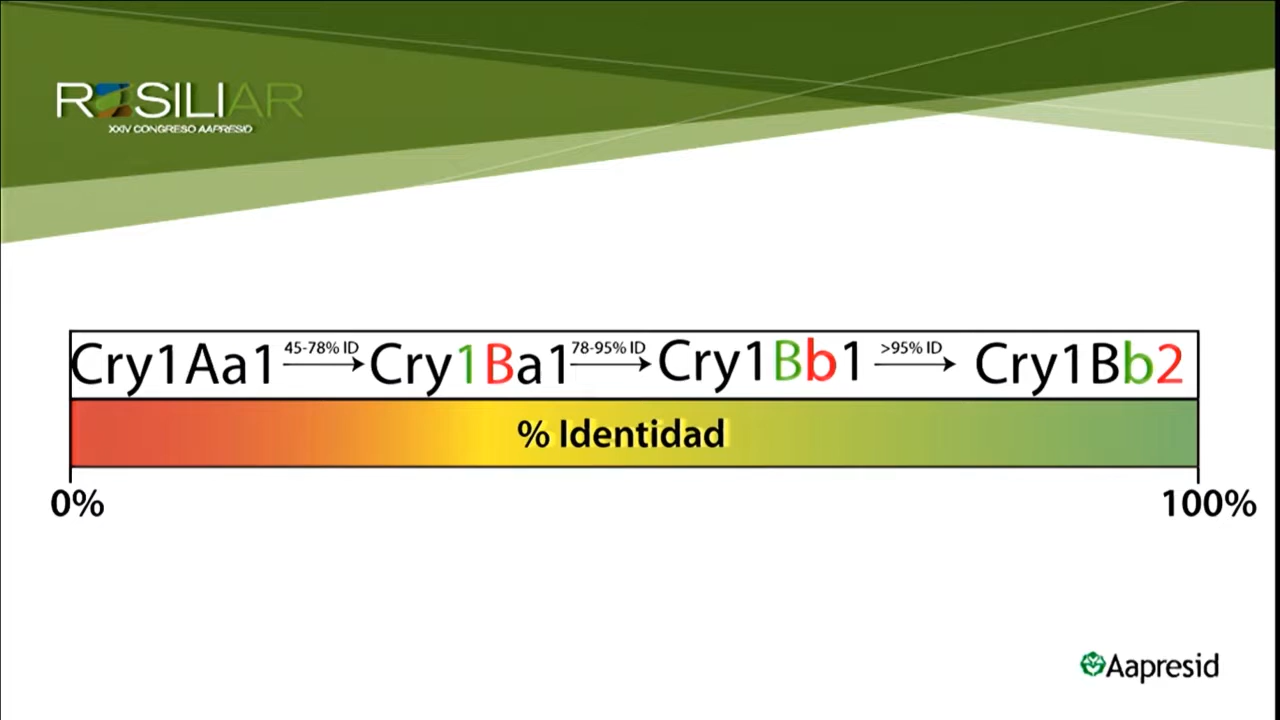 RESILIAR
XXIV CONGRESO AAPRESID
Cry1Aa1 45-78% ID Cry1Ba1 78-95% ID Cry1Bb1 >95% ID Cry1Bb2
% Identidad
0% 100%
Aapresid